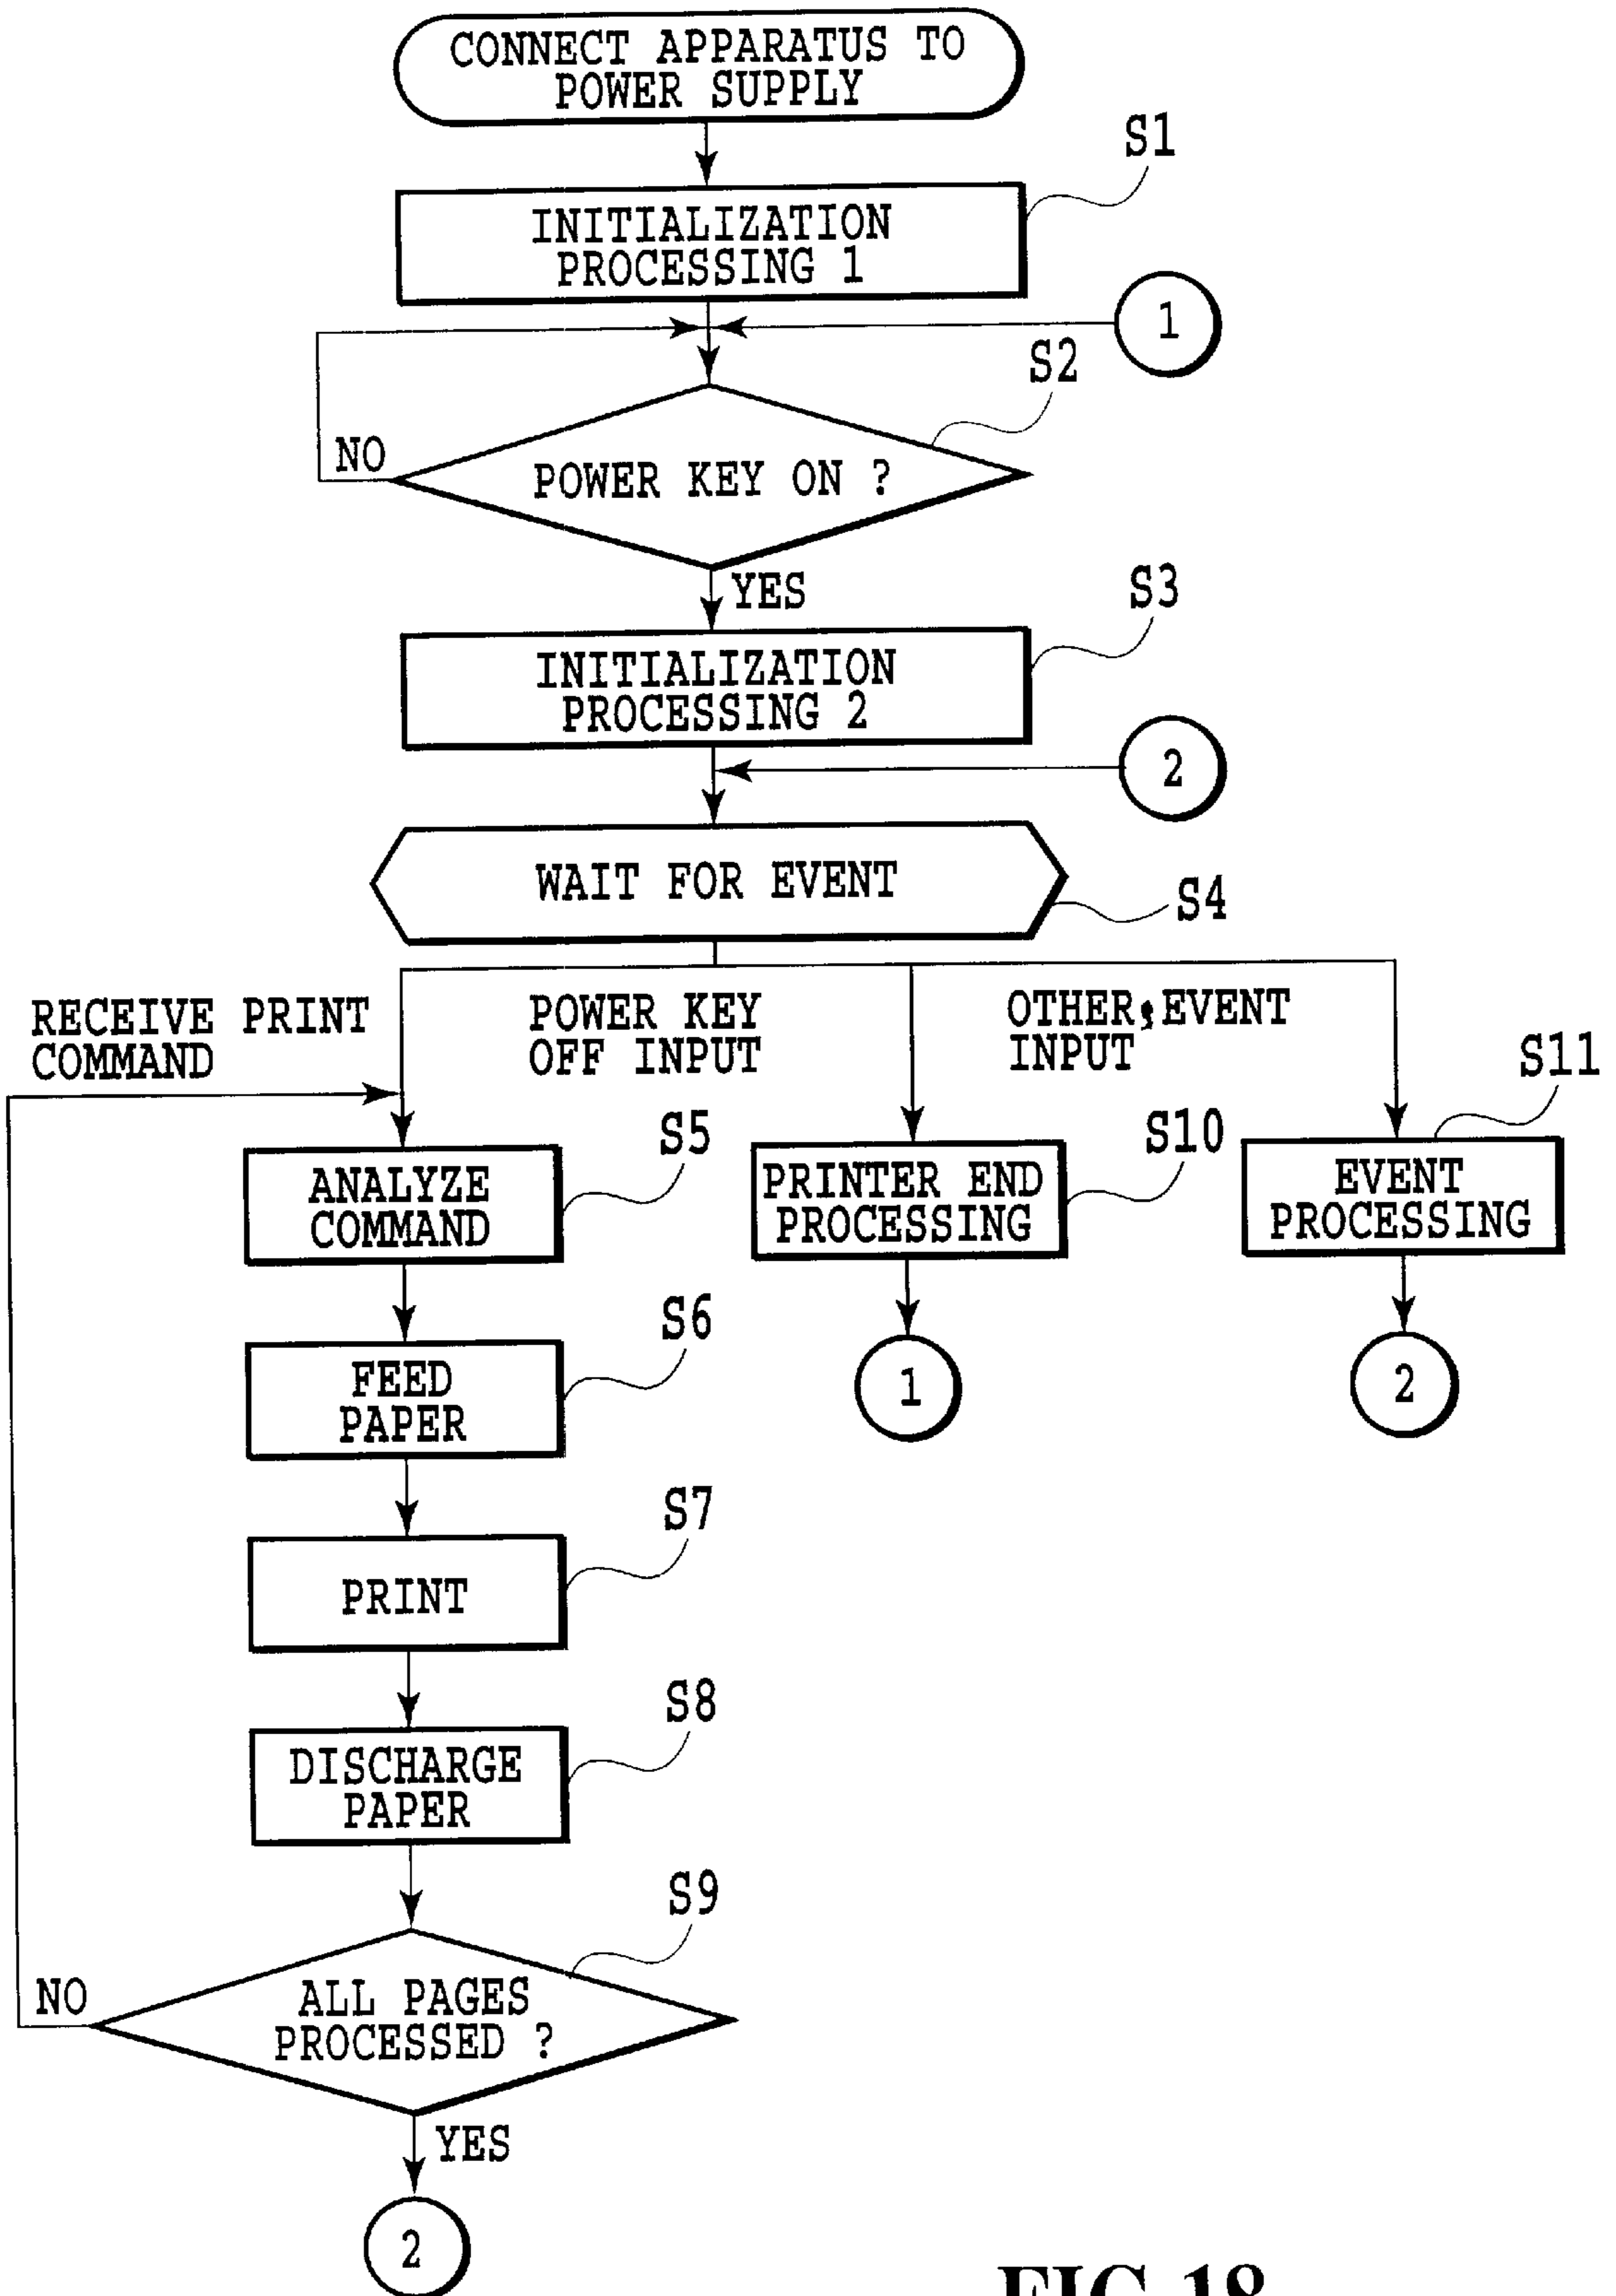 CONNECT APPARATUS TO
POWER SUPPLY
S1
INITIALIZATION
PROCESSING 1
1
S2
NO
POWER KEY ON ?
YES
S3
INITIALIZATION
PROCESSING 2
2
WAIT FOR EVENT
S4
RECEIVE PRINT
COMMAND
POWER KEY
OFF INPUT
OTHER,EVENT
INPUT
S11
S5
S10
ANALYZE
COMMAND
PRINTER END
PROCESSING
EVENT
PROCESSING
S6
1
2
FEED
PAPER
S7
PRINT
S8
DISCHARGE
PAPER
S9
NO
ALL PAGES
PROCESSED ?
YES
2
FIG.18